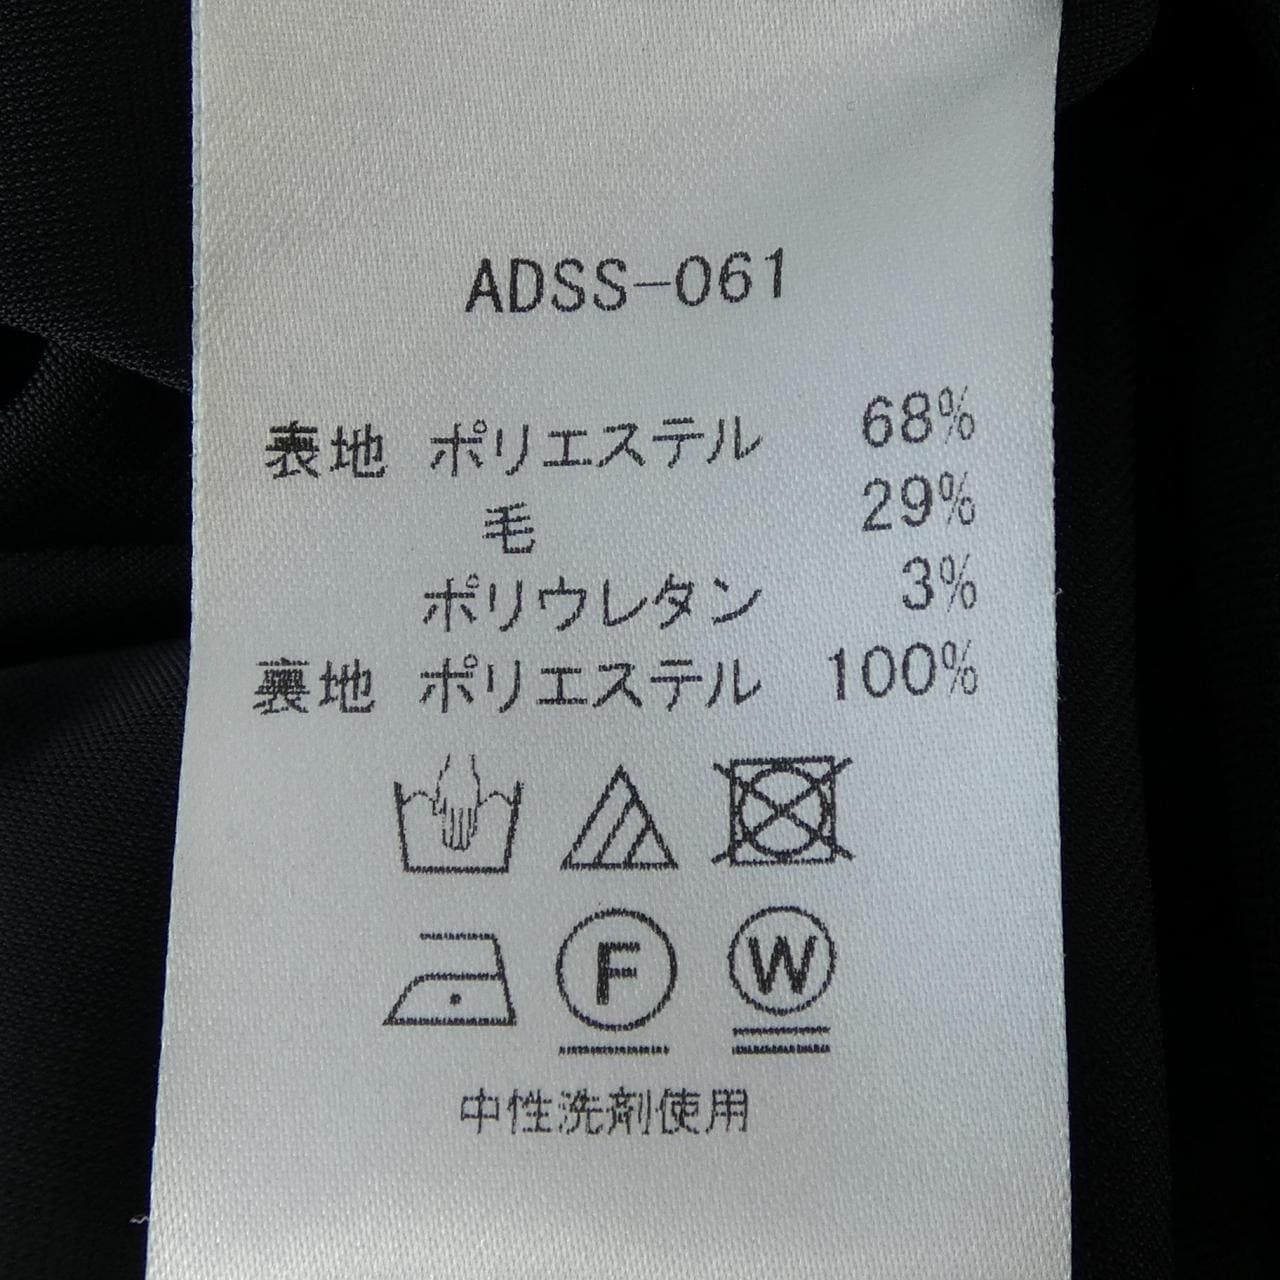 ADSS-061
表地 ポリエステル 68%
毛 29%
ポリウレタン 3%
裏地 ポリエステル 100%
F W
中性洗剤使用